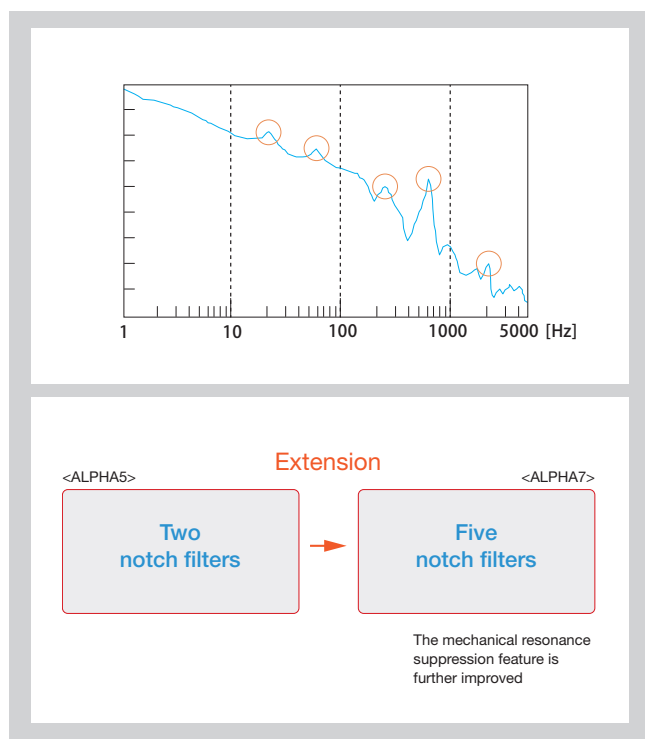 1 10 100 1000 5000 [Hz]
Extension
<ALPHA5> <ALPHA7>
Two
notch filters
Five
notch filters
The mechanical resonance
suppression feature is
further improved